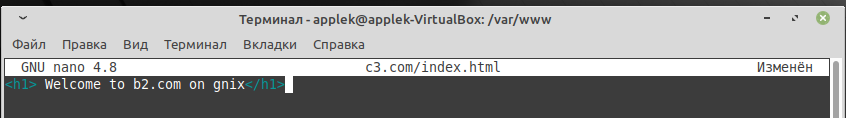 Терминал - applek@applek-VirtualBox: /var/www
Файл Правка Вид Терминал Вкладки Справка
GNU nano 4.8 c3.com/index.html Изменён
<h1> Welcome to b2.com on gnix</h1>